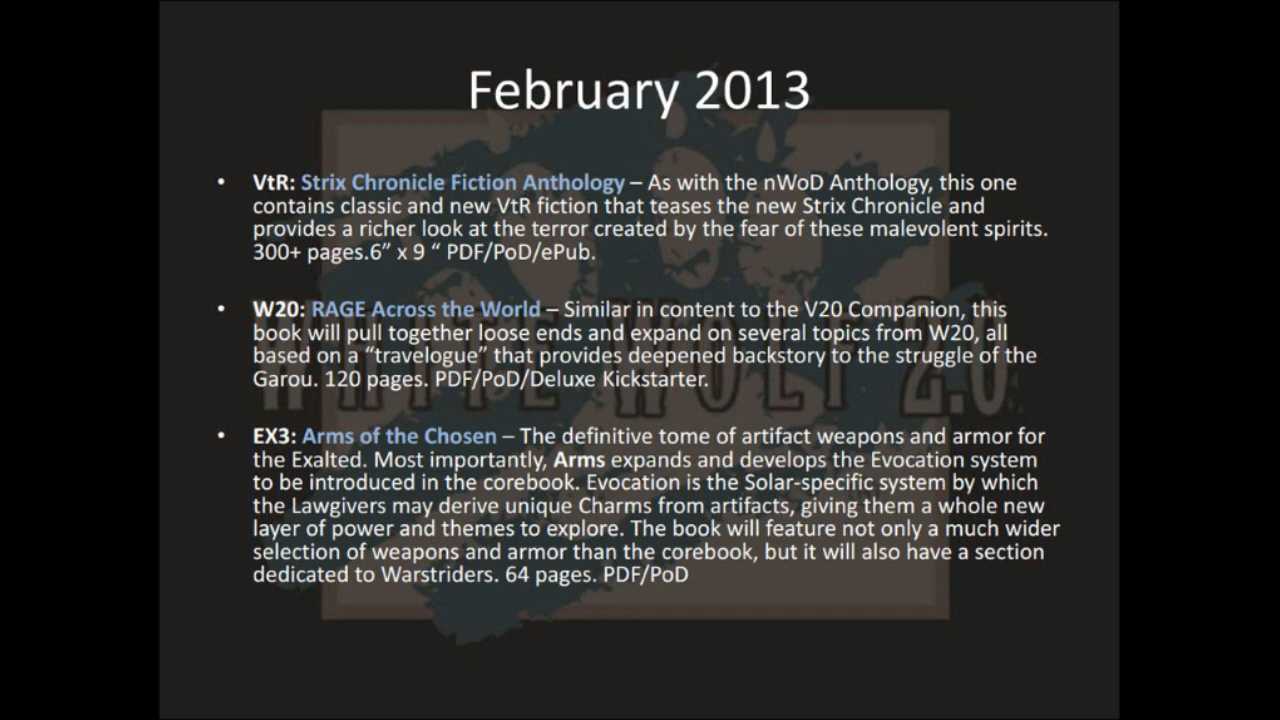 February 2013
• VtR: Strix Chronicle Fiction Anthology – As with the nWoD Anthology, this one
contains classic and new VtR fiction that teases the new Strix Chronicle and
provides a richer look at the terror created by the fear of these malevolent spirits.
300+ pages.6” x 9 “ PDF/PoD/ePub.
• W20: RAGE Across the World – Similar in content to the V20 Companion, this
book will pull together loose ends and expand on several topics from W20, all
based on a “travelogue” that provides deepened backstory to the struggle of the
Garou. 120 pages. PDF/PoD/Deluxe Kickstarter.
• EX3: Arms of the Chosen – The definitive tome of artifact weapons and armor for
the Exalted. Most importantly, Arms expands and develops the Evocation system
to be introduced in the corebook. Evocation is the Solar-specific system by which
the Lawgivers may derive unique Charms from artifacts, giving them a whole new
layer of power and themes to explore. The book will feature not only a much wider
selection of weapons and armor than the corebook, but it will also have a section
dedicated to Warstriders. 64 pages. PDF/PoD
WHITE WOLF 2.0